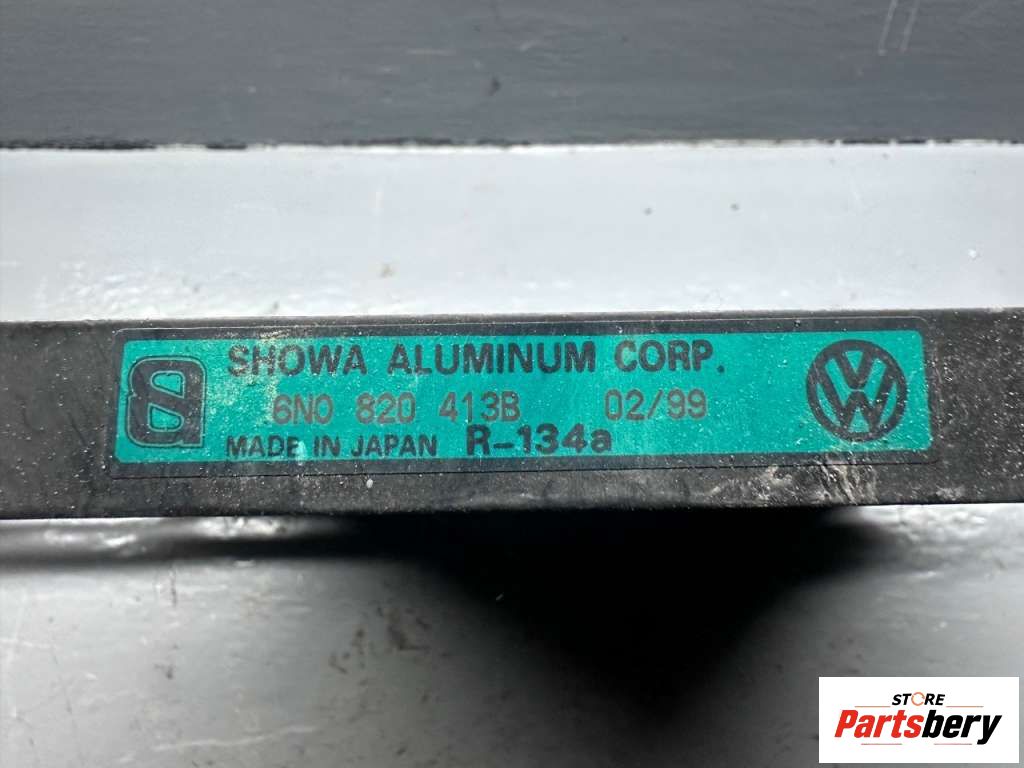 SHOWA ALUMINUM CORP.
6N0 820 413B 02/99
MADE IN JAPAN R-134a
STORE
Partsbery